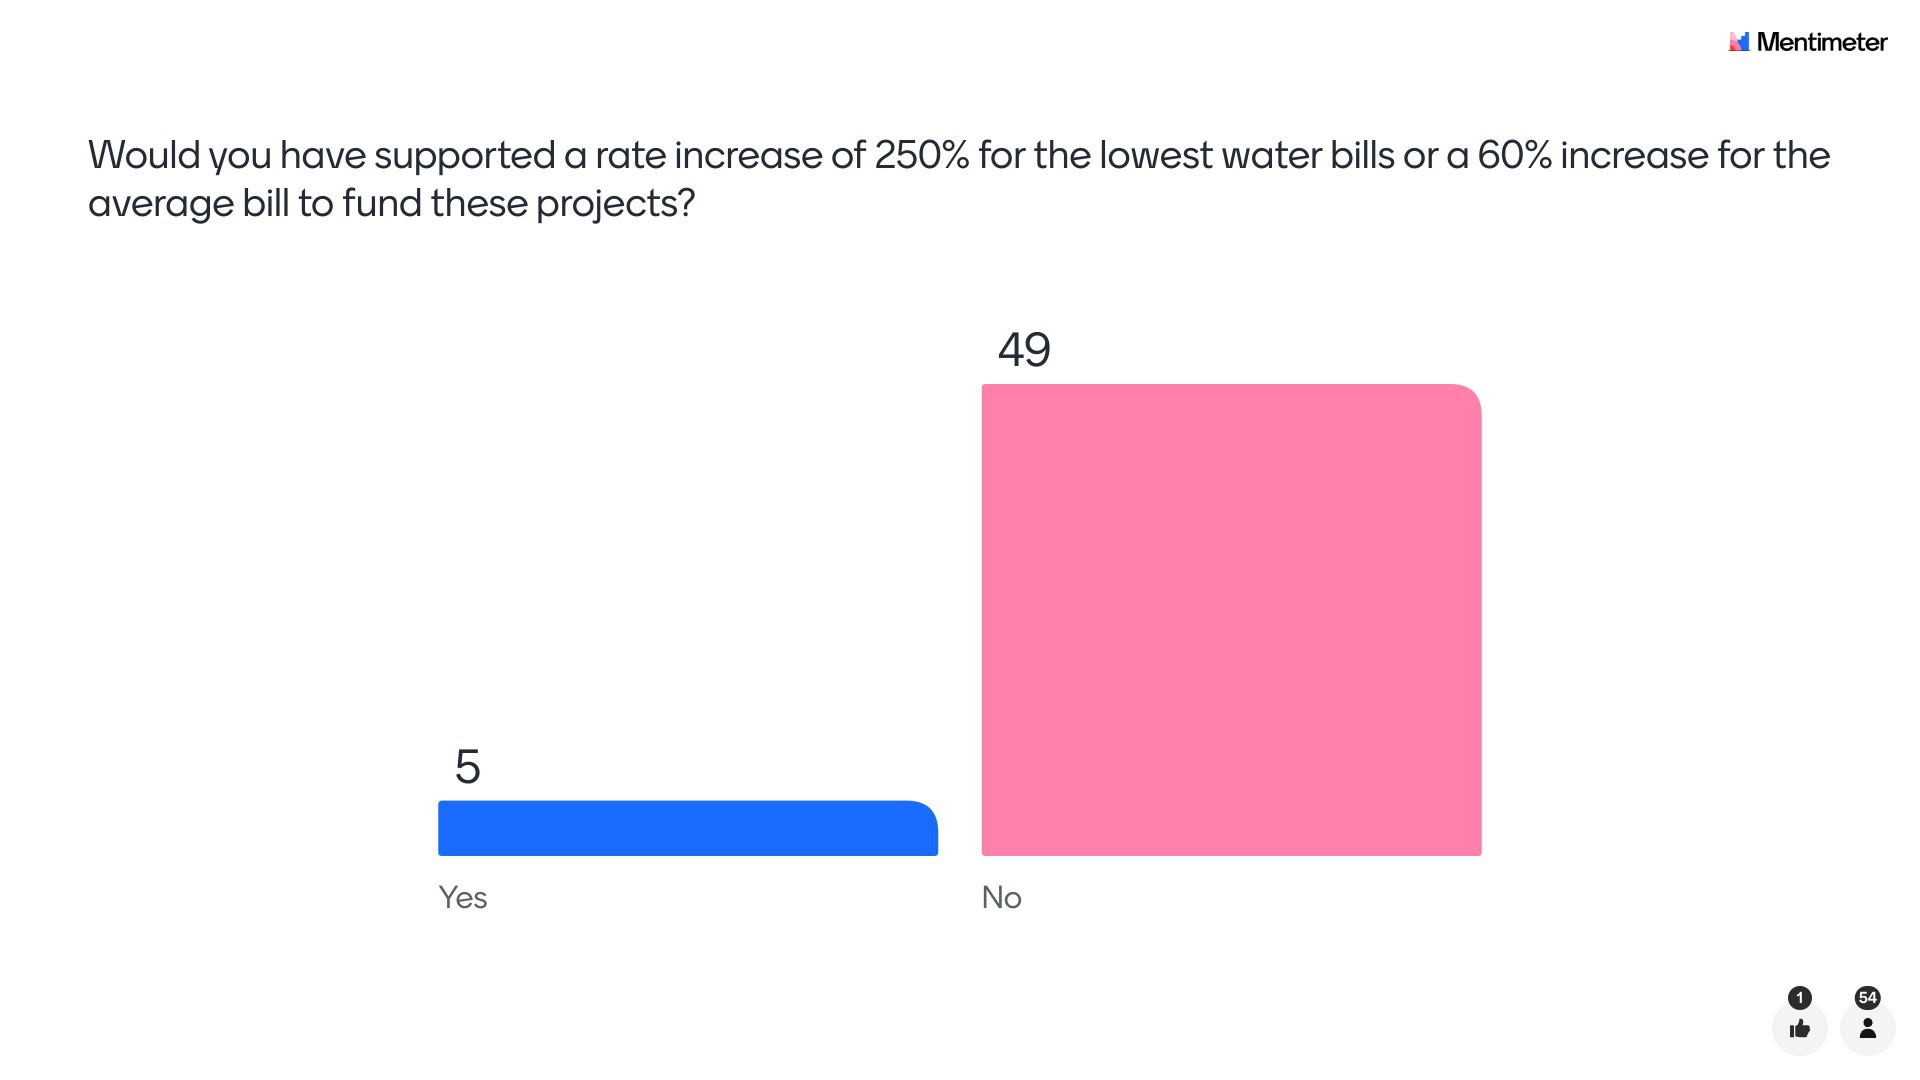 Mentimeter
Would you have supported a rate increase of 250% for the lowest water bills or a 60% increase for the
average bill to fund these projects?
49
5
Yes
No
1
54